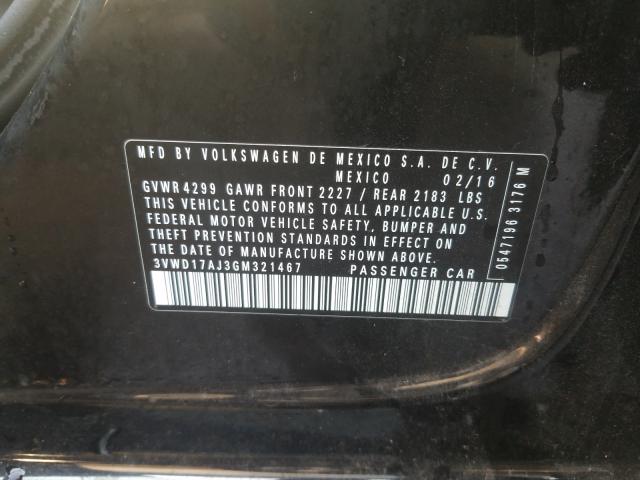 MFD BY VOLKSWAGEN DE MEXICO S.A. DE C.V.
MEXICO 02/16
GVWR 4299 GAWR FRONT 2227 / REAR 2183 LBS
THIS VEHICLE CONFORMS TO ALL APPLICABLE U.S.
FEDERAL MOTOR VEHICLE SAFETY, BUMPER AND
THEFT PREVENTION STANDARDS IN EFFECT ON
THE DATE OF MANUFACTURE SHOWN ABOVE.
3VWD17AJ3GM321467 PASSENGER CAR
05471963176 M